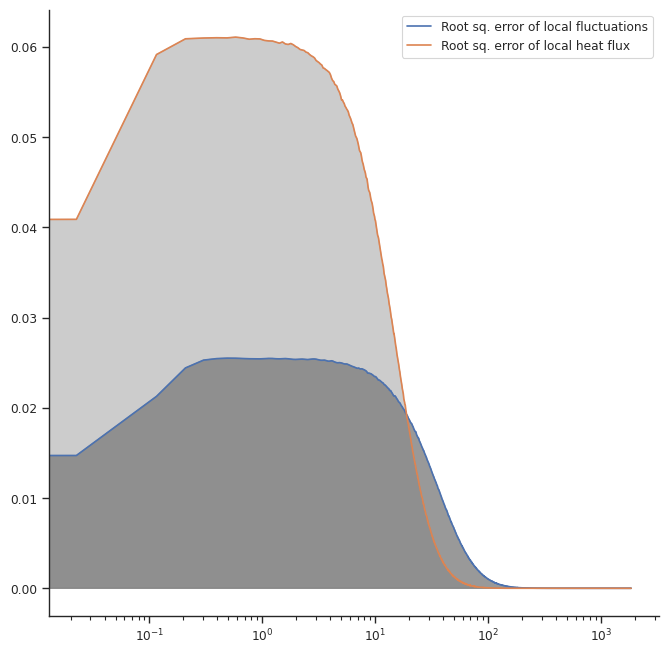 Root sq. error of local fluctuations
Root sq. error of local heat flux
0.06
0.05
0.04
0.03
0.02
0.01
0.00
10⁻¹ 10⁰ 10¹ 10² 10³